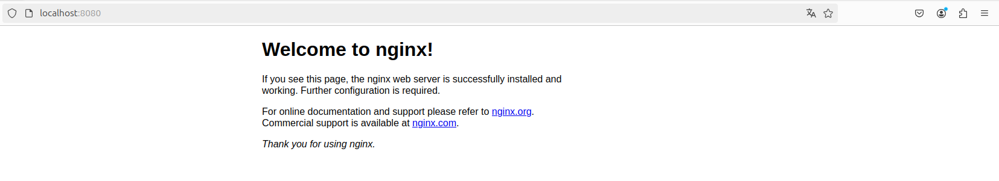 localhost:8080
Welcome to nginx!
If you see this page, the nginx web server is successfully installed and
working. Further configuration is required.
For online documentation and support please refer to nginx.org.
Commercial support is available at nginx.com.
Thank you for using nginx.